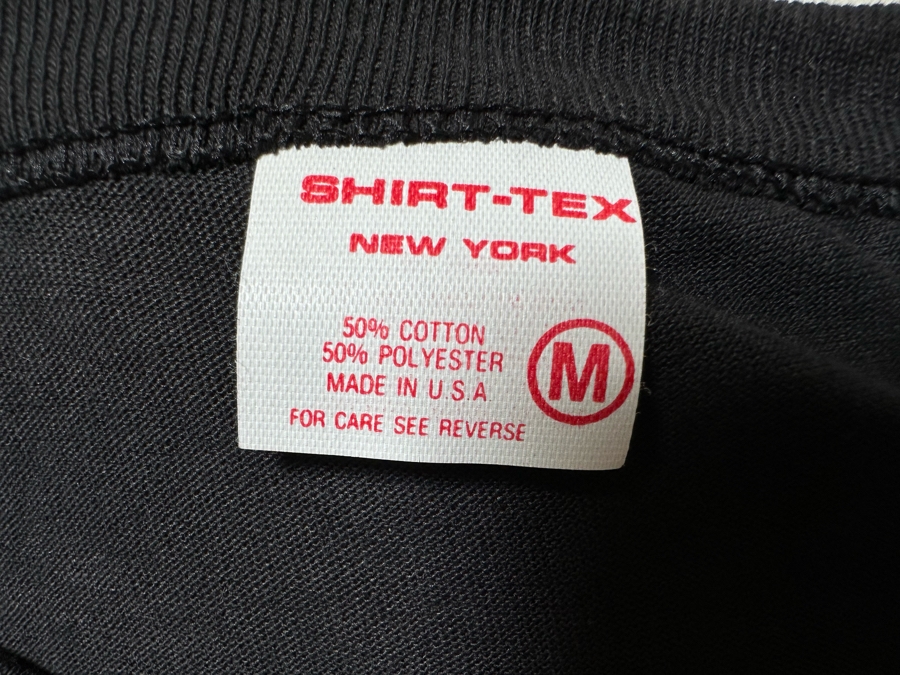 SHIRT-TEX
NEW YORK
50% COTTON
50% POLYESTER
MADE IN U.S.A.
M
FOR CARE SEE REVERSE